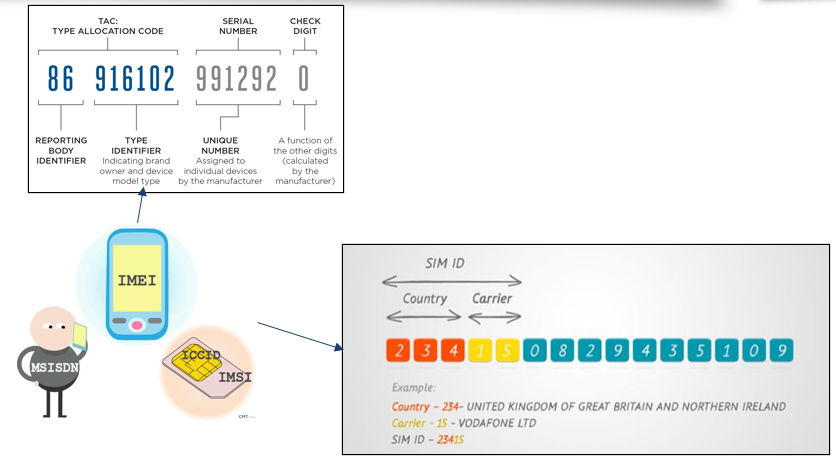 TAC:
TYPE ALLOCATION CODE
SERIAL
NUMBER
CHECK
DIGIT
86 916102 991292 0
REPORTING
BODY
IDENTIFIER
TYPE
IDENTIFIER
Indicating brand
owner and device
model type
UNIQUE
NUMBER
Assigned to
individual devices
by the manufacturer
A function of
the other digits
(calculated
by the
manufacturer)
IMEI
MSISDN
ICCID
IMSI
CMT
SIM ID
Country Carrier
2 3 4 1 5 0 8 2 9 4 3 5 1 0 9
Example:
Country – 234- UNITED KINGDOM OF GREAT BRITAIN AND NORTHERN IRELAND
Carrier - 15 - VODAFONE LTD
SIM ID – 23415